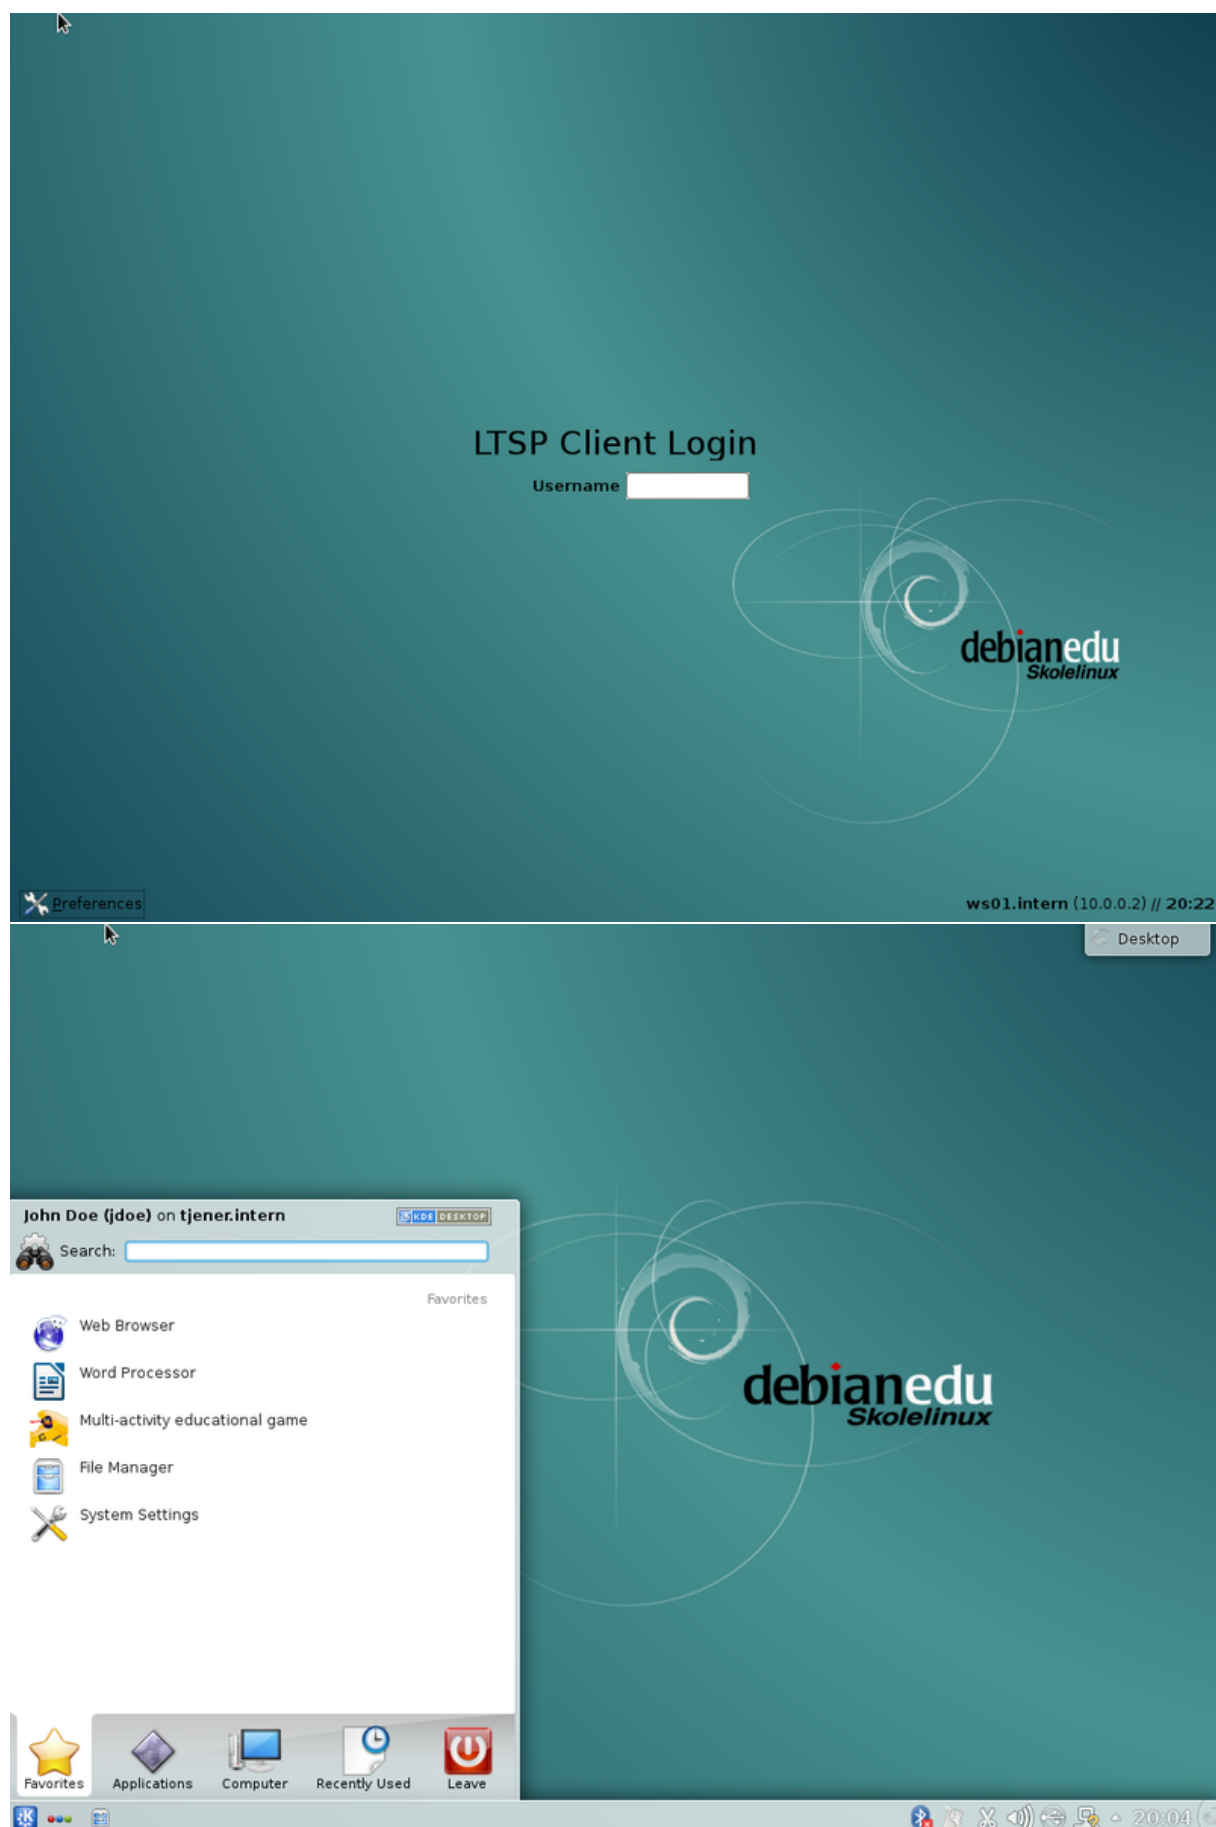 LTSP Client Login
Username
debianedu
Skolelinux
Preferences
ws01.intern (10.0.0.2) // 20:22
Desktop
John Doe (jdoe) on tjener.intern
KDE DESKTOP
Search:
Favorites
Web Browser
Word Processor
Multi-activity educational game
File Manager
System Settings
debianedu
Skolelinux
Favorites
Applications
Computer
Recently Used
Leave
20:04